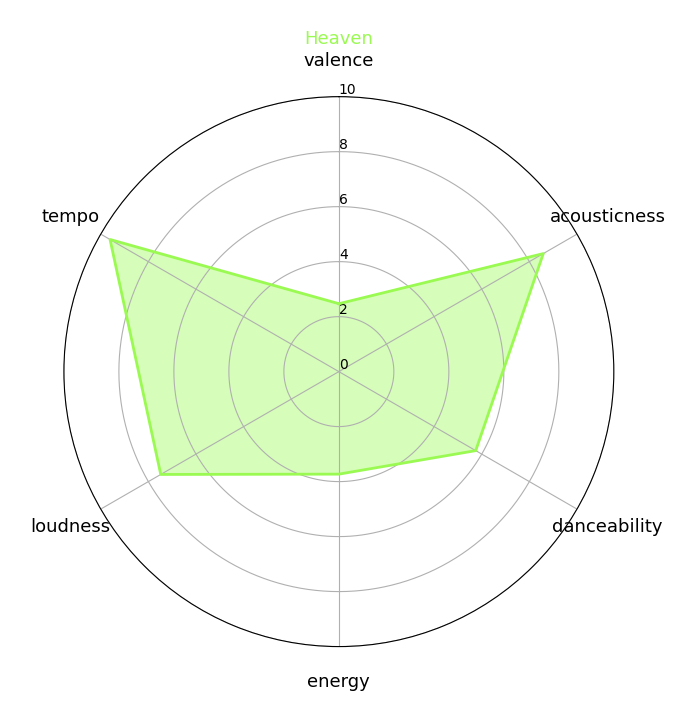 Heaven
valence
10
8
tempo
acousticness
6
4
2
0
loudness
danceability
energy